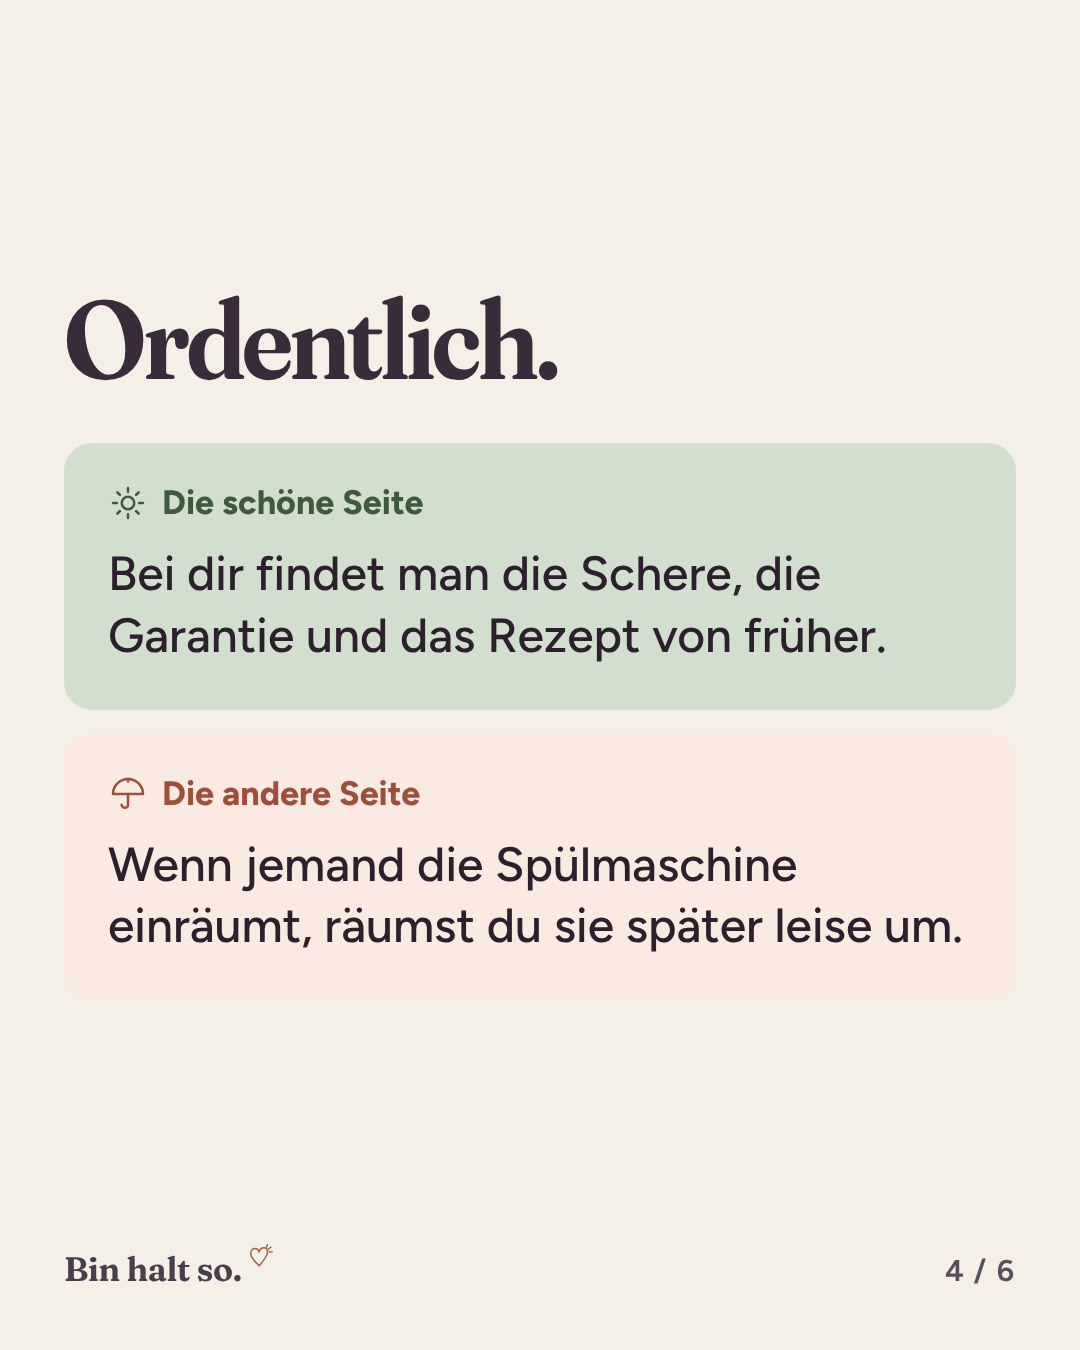 Ordentlich.
Die schöne Seite
Bei dir findet man die Schere, die
Garantie und das Rezept von früher.
Die andere Seite
Wenn jemand die Spülmaschine
einräumt, räumst du sie später leise um.
Bin halt so.
4 / 6